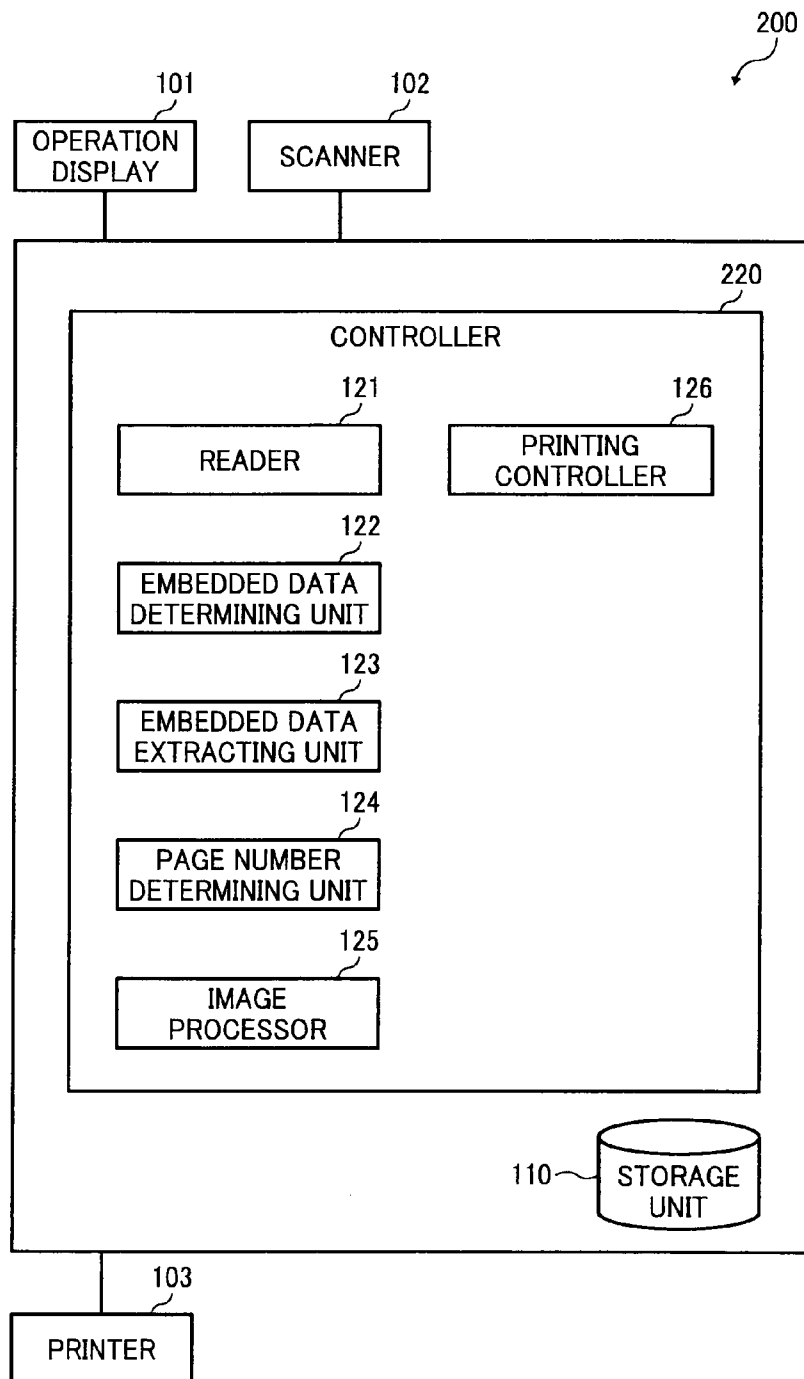 200
101
OPERATION
DISPLAY
102
SCANNER
220
CONTROLLER
121
READER
126
PRINTING
CONTROLLER
122
EMBEDDED DATA
DETERMINING UNIT
123
EMBEDDED DATA
EXTRACTING UNIT
124
PAGE NUMBER
DETERMINING UNIT
125
IMAGE
PROCESSOR
110
STORAGE
UNIT
103
PRINTER